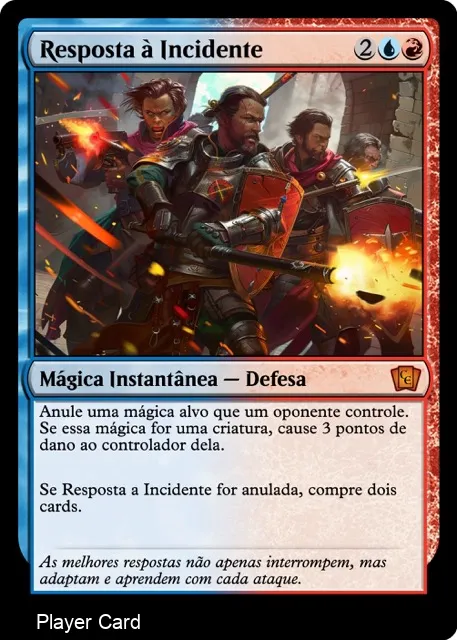 Resposta à Incidente 2
Mágica Instantânea — Defesa CC
Anule uma mágica alvo que um oponente controle.
Se essa mágica for uma criatura, cause 3 pontos de
dano ao controlador dela.
Se Resposta a Incidente for anulada, compre dois
cards.
As melhores respostas não apenas interrompem, mas
adaptam e aprendem com cada ataque.
Player Card